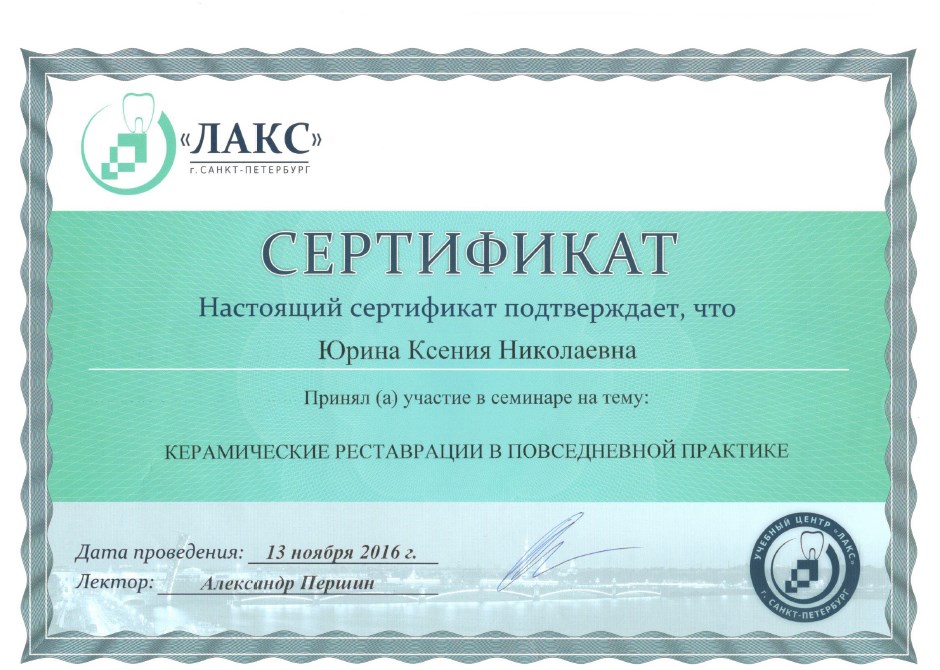 «ЛАКС»
г. САНКТ-ПЕТЕРБУРГ
СЕРТИФИКАТ
Настоящий сертификат подтверждает, что
Юрина Ксения Николаевна
Принял (а) участие в семинаре на тему:
КЕРАМИЧЕСКИЕ РЕСТАВРАЦИИ В ПОВСЕДНЕВНОЙ ПРАКТИКЕ
Дата проведения: 13 ноября 2016 г.
Лектор: Александр Першин
УЧЕБНЫЙ ЦЕНТР «ЛАКС»
г. САНКТ-ПЕТЕРБУРГ